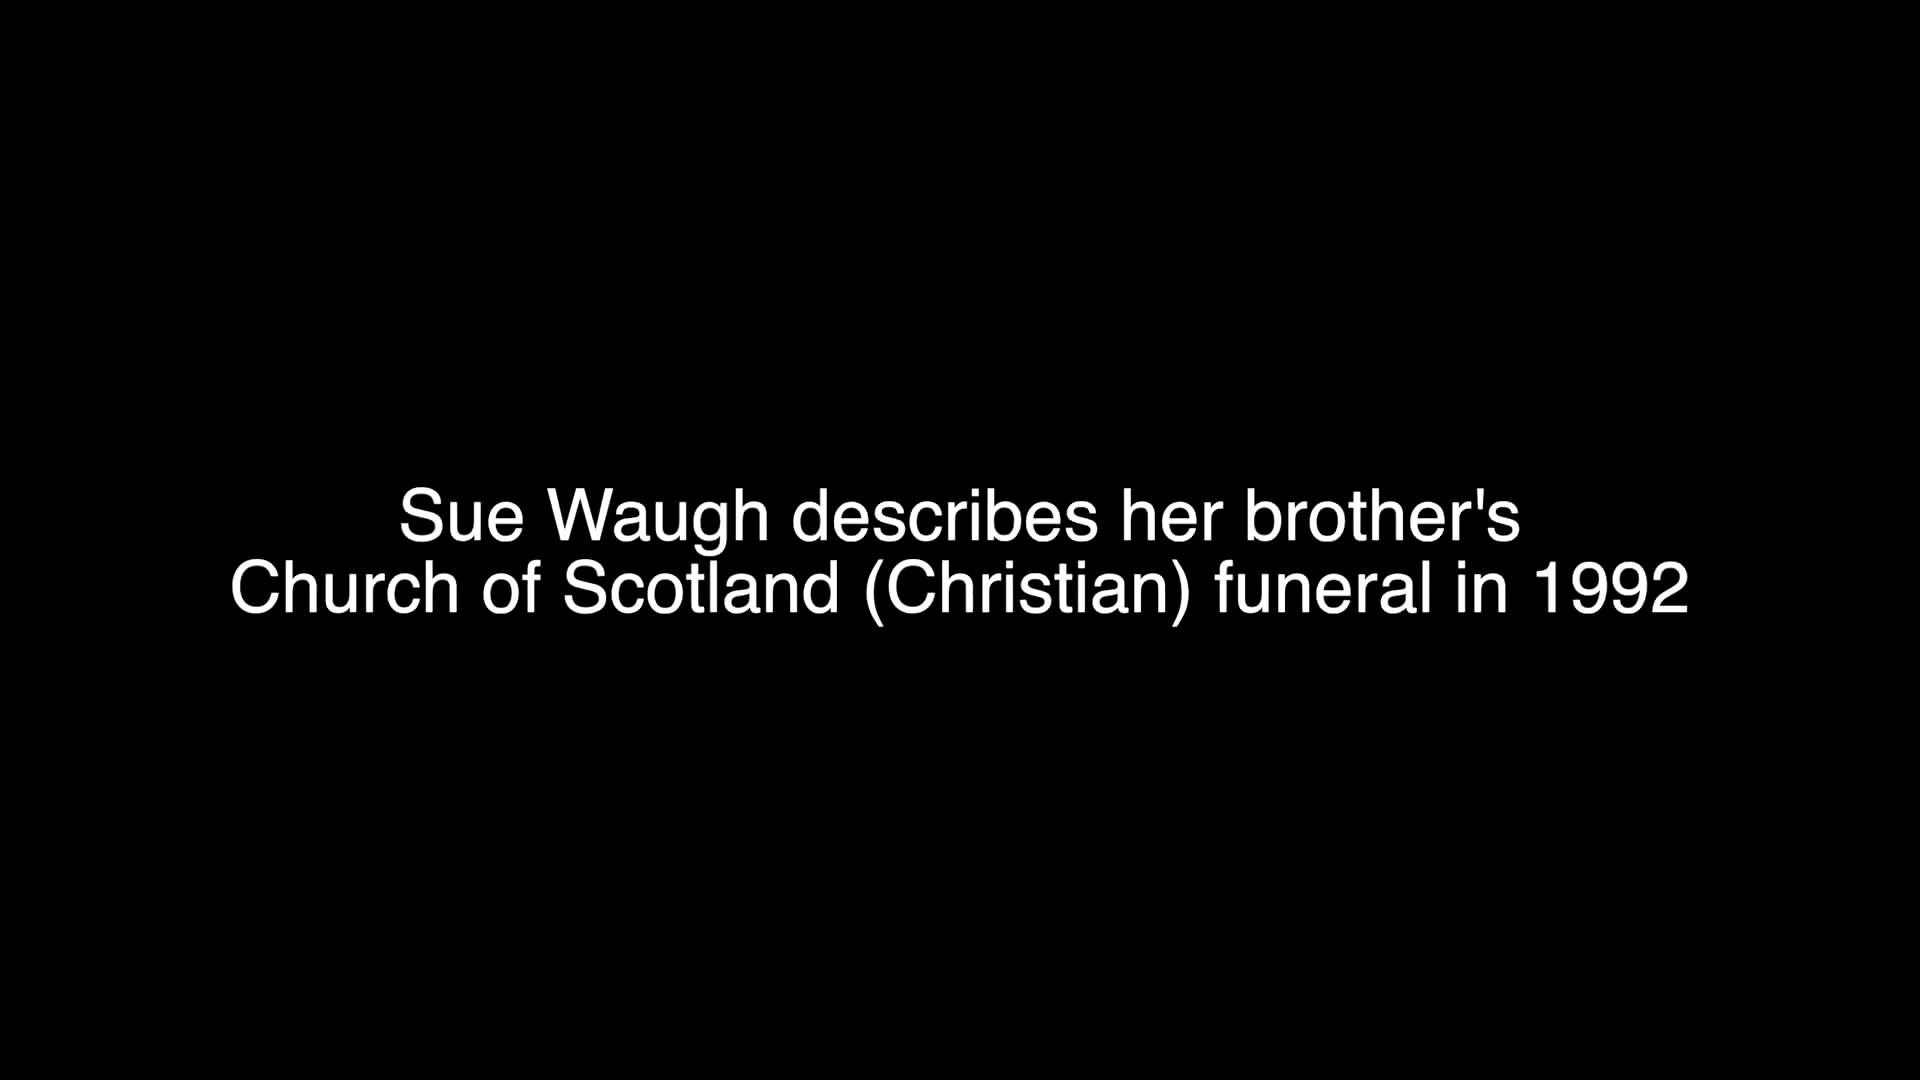 Sue Waugh describes her brother's
Church of Scotland (Christian) funeral in 1992